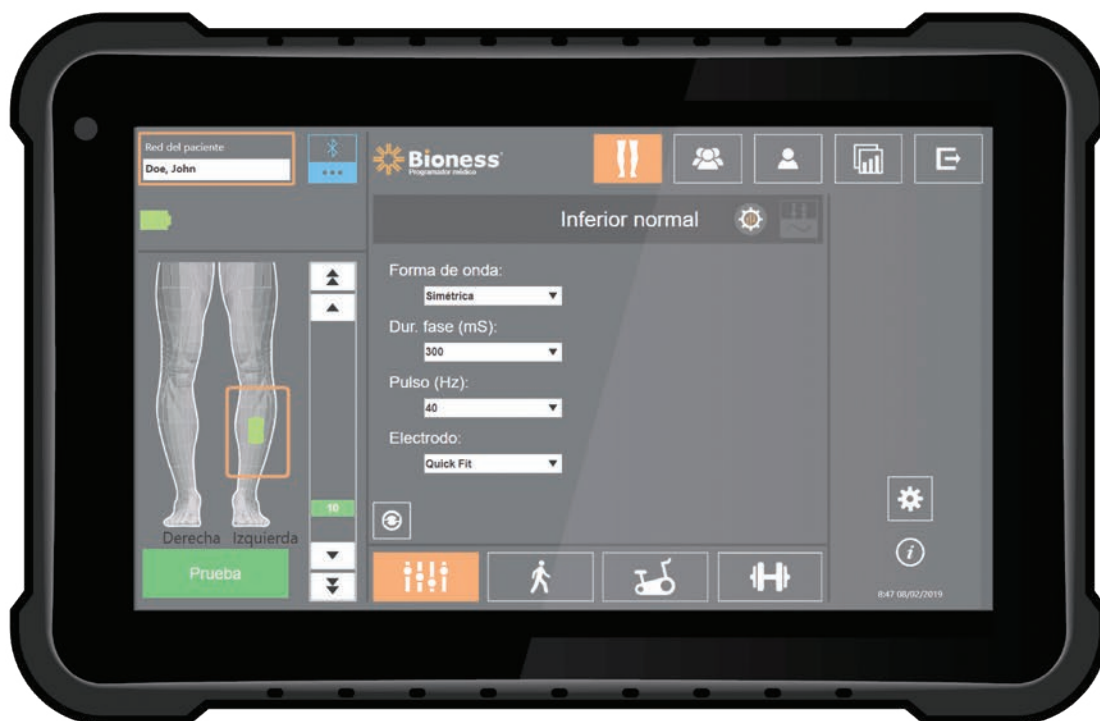 Red del paciente
Doe, John
Bioness
Programador médico
Inferior normal
Forma de onda:
Simétrica
Dur. fase (mS):
300
Pulso (Hz):
40
Electrodo:
Quick Fit
10
Derecha Izquierda
Prueba
i
8:47 08/02/2019